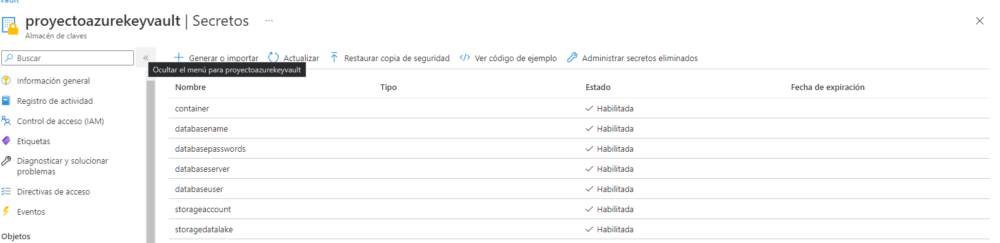 vault
proyectoazurekeyvault | Secretos ...
Almacén de claves
Buscar
«
Generar o importar
Actualizar
Restaurar copia de seguridad
</> Ver código de ejemplo
Administrar secretos eliminados
Ocultar el menú para proyectoazurekeyvault
Información general
Registro de actividad
Control de acceso (IAM)
Etiquetas
Diagnosticar y solucionar
problemas
Directivas de acceso
Eventos
Objetos
Nombre Tipo Estado Fecha de expiración
container Habilitada
databasename Habilitada
databasepasswords Habilitada
databaseserver Habilitada
databaseuser Habilitada
storageaccount Habilitada
storagedatalake Habilitada